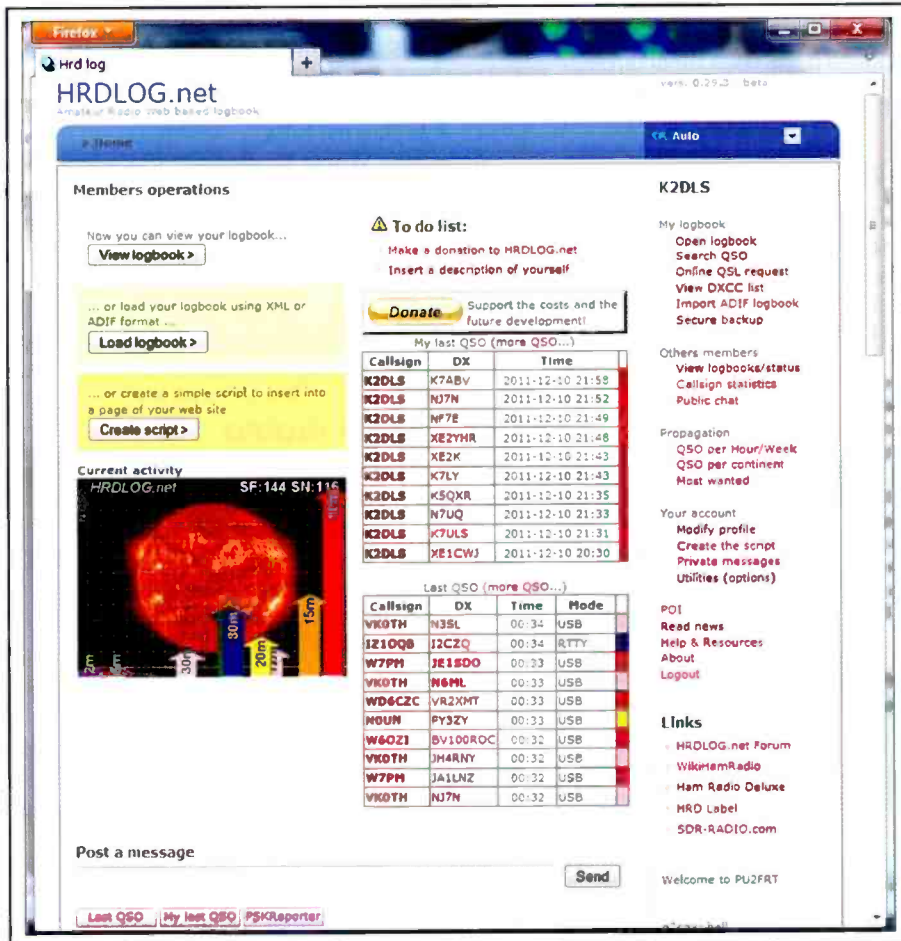 Firefox
Hrd log
+
HRDLOG.net
Amateur Radio Web based logbook
vers. 0.29.3 beta
Home
Auto
Members operations
Now you can view your logbook...
View logbook >
... or load your logbook using XML or
ADIF format ...
Load logbook >
... or create a simple script to insert into
a page of your web site
Create script >
Current activity
HRDLOG.net SF:144 SN:116
30m
30m
20m
15m
To do list:
Make a donation to HRDLOG.net
Insert a description of yourself
Donate
Support the costs and the
future development!
My last QSO (more QSO...)
Callsign DX Time
K2DLS K7ABV 2011-12-10 21:58
K2DLS NJ7N 2011-12-10 21:52
K2DLS NF7E 2011-12-10 21:49
K2DLS XE2YHR 2011-12-10 21:48
K2DLS XE2K 2011-12-10 21:43
K2DLS K7LY 2011-12-10 21:43
K2DLS K5QXR 2011-12-10 21:35
K2DLS N7UQ 2011-12-10 21:33
K2DLS K7ULS 2011-12-10 21:31
K2DLS XE1CWJ 2011-12-10 20:30
Last QSO (more QSO...)
Callsign DX Time Mode
VK0TH N3SL 00:34 USB
IZ1OQB J2CZQ 00:34 RTTY
W7PM JE1SDO 00:33 USB
VK0TH N6ML 00:33 USB
WD6CZC VR2XMT 00:33 USB
N0UN PY3ZY 00:33 USB
W6OZI BV100ROC 00:32 USB
VK0TH JH4RNY 00:32 USB
W7PM JA1LNZ 00:32 USB
VK0TH NJ7N 00:32 USB
K2DLS
My logbook
Open logbook
Search QSO
Online QSL request
View DXCC list
Import ADIF logbook
Secure backup
Others members
View logbooks/status
Callsign statistics
Public chat
Propagation
QSO per Hour/Week
QSO per continent
Most wanted
Your account
Modify profile
Create the script
Private messages
Utilities (options)
POI
Read news
Help & Resources
About
Logout
Links
HRDLOG.net Forum
WikiHamRadio
Ham Radio Deluxe
HRD Label
SDR-RADIO.com
Post a message
Send
Welcome to PU2FRT
Last QSO
My last QSO
PSKReporter